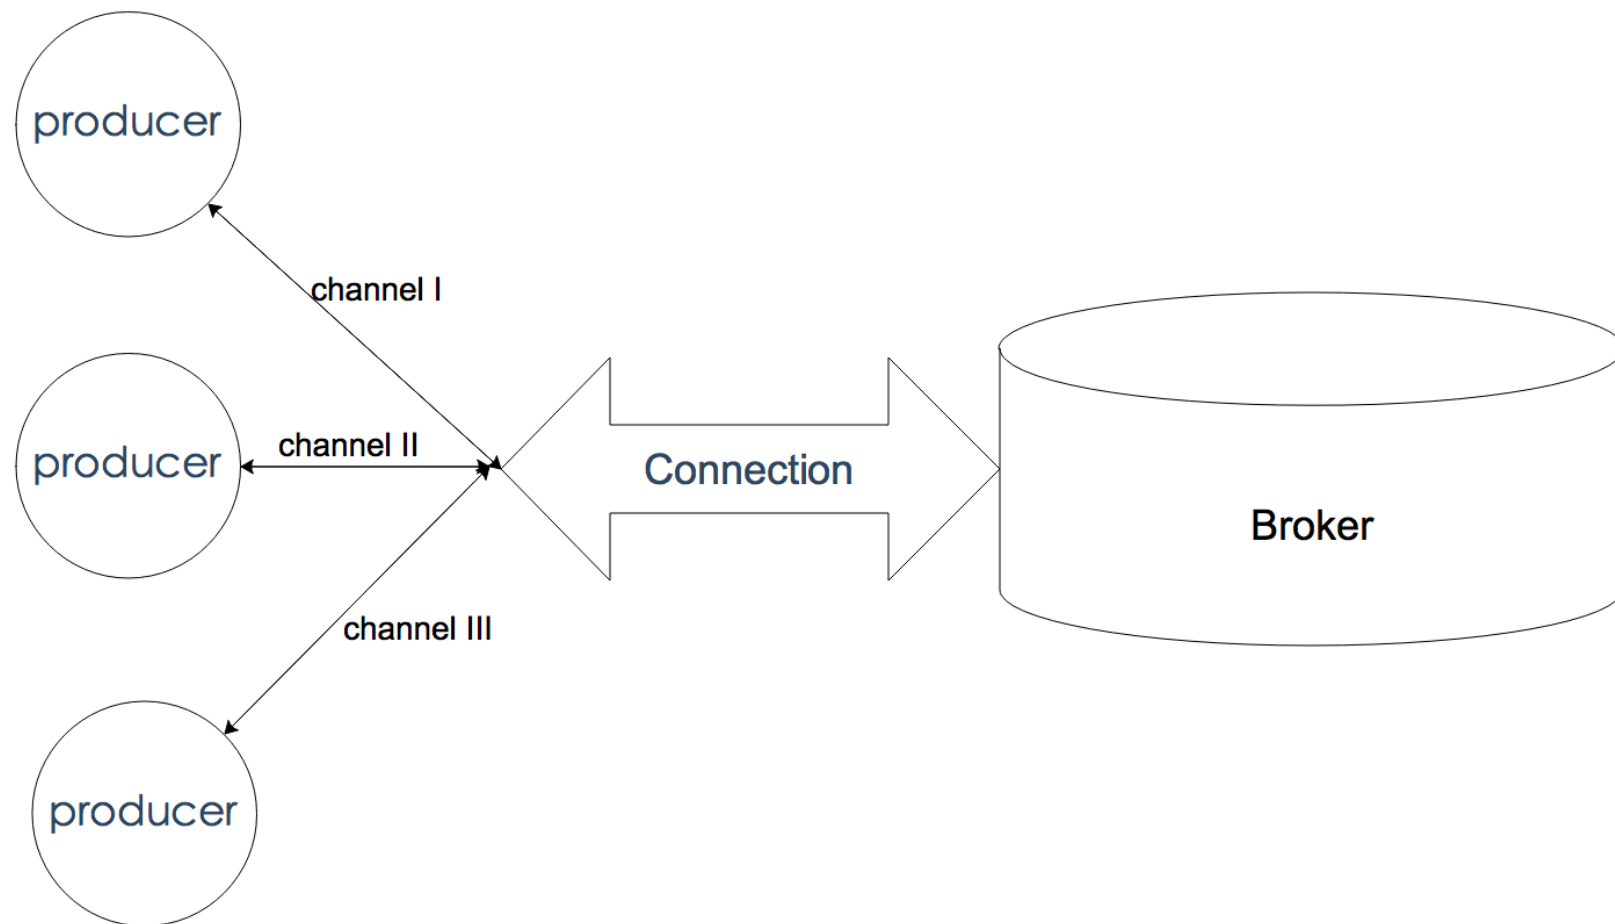 producer
channel I
producer
channel II
Connection
Broker
channel III
producer